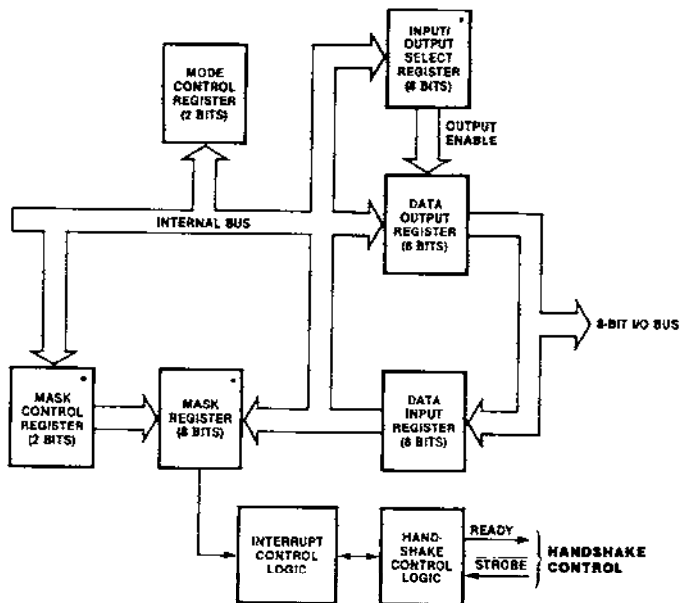 INPUT/
OUTPUT
SELECT
REGISTER
(8 BITS)
MODE
CONTROL
REGISTER
(2 BITS)
OUTPUT
ENABLE
INTERNAL BUS
DATA
OUTPUT
REGISTER
(8 BITS)
8-BIT I/O BUS
MASK
CONTROL
REGISTER
(2 BITS)
MASK
REGISTER
(8 BITS)
DATA
INPUT
REGISTER
(8 BITS)
INTERRUPT
CONTROL
LOGIC
HAND-
SHAKE
CONTROL
LOGIC
READY
STROBE
HANDSHAKE
CONTROL